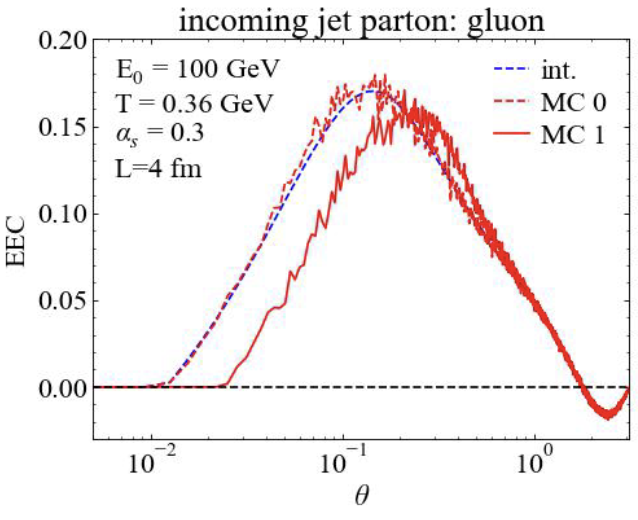 incoming jet parton: gluon
E₀ = 100 GeV
T = 0.36 GeV
αₛ = 0.3
L=4 fm
int.
MC 0
MC 1
EEC
0.20
0.15
0.10
0.05
0.00
10⁻²
10⁻¹
10⁰
θ